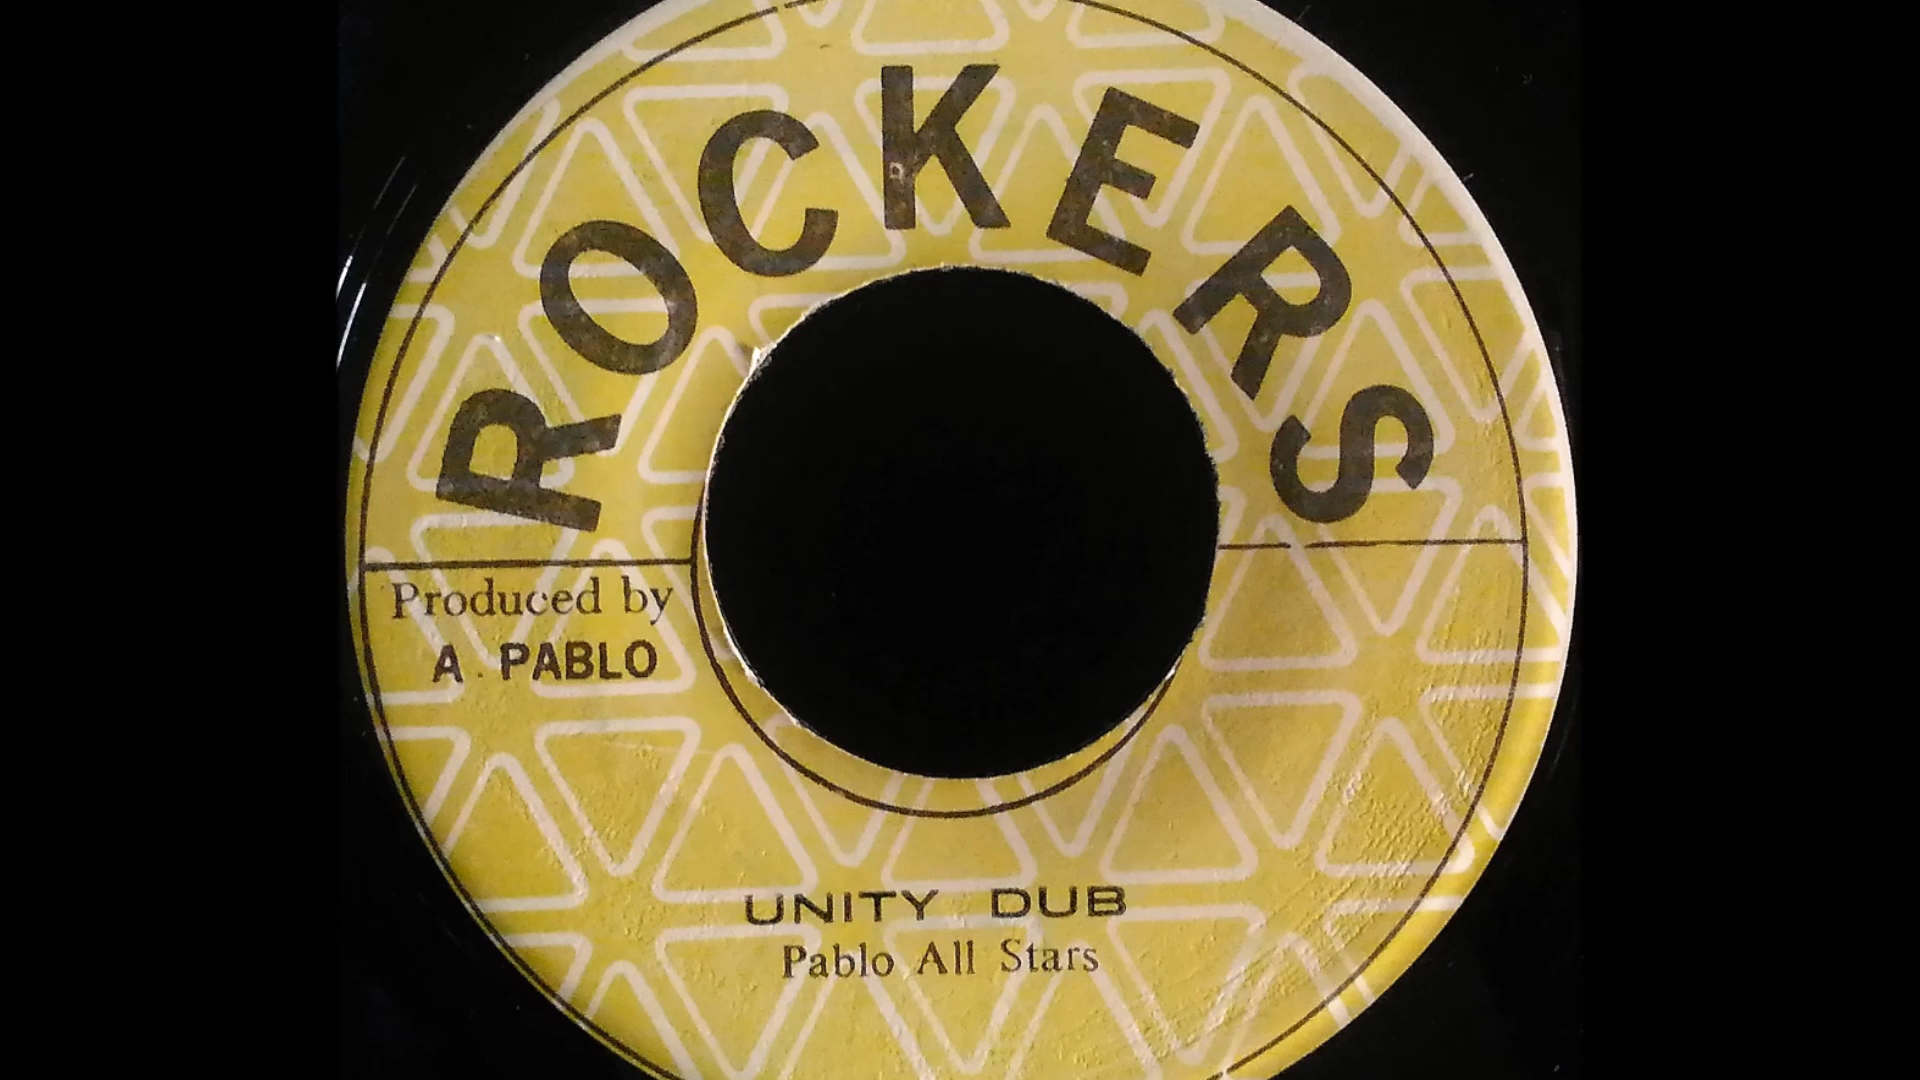 ROCKERS
Produced by
A. PABLO
UNITY DUB
Pablo All Stars